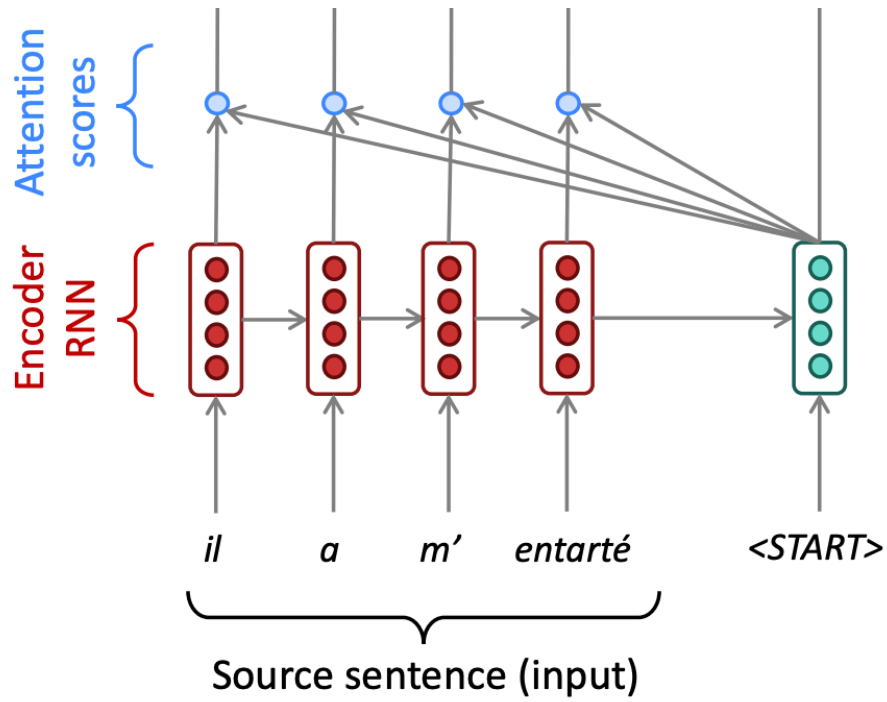 Attention
scores
Encoder
RNN
il a m’ entarté <START>
Source sentence (input)